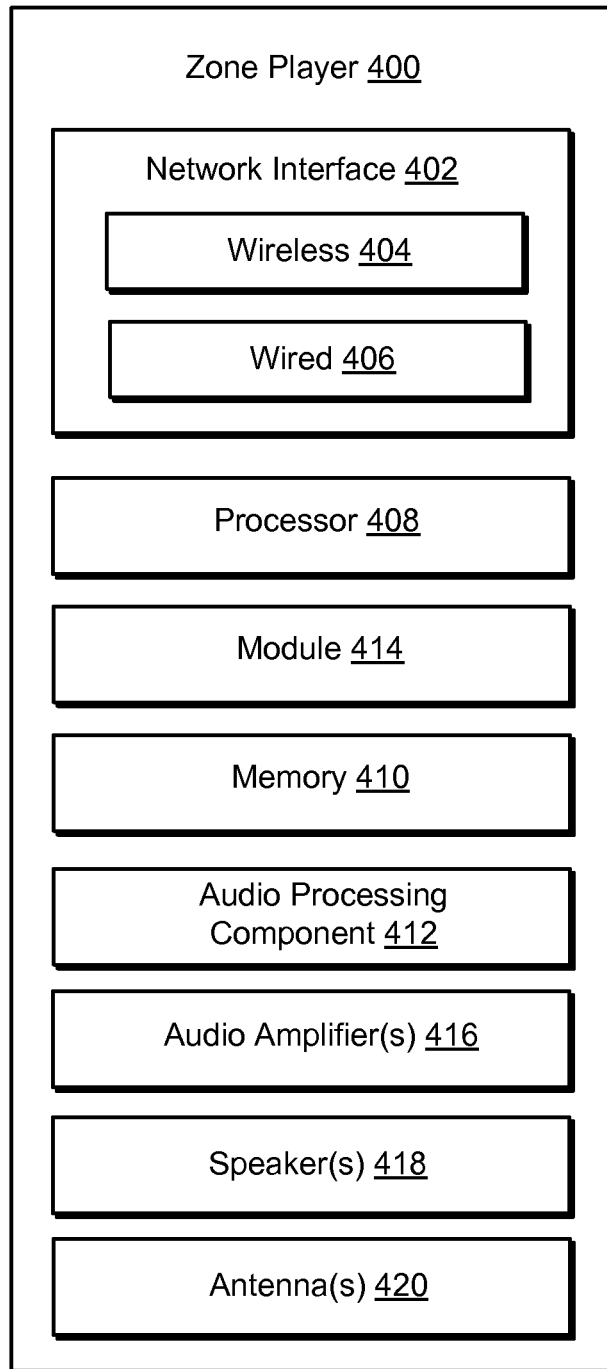 Zone Player 400
Network Interface 402
Wireless 404
Wired 406
Processor 408
Module 414
Memory 410
Audio Processing
Component 412
Audio Amplifier(s) 416
Speaker(s) 418
Antenna(s) 420